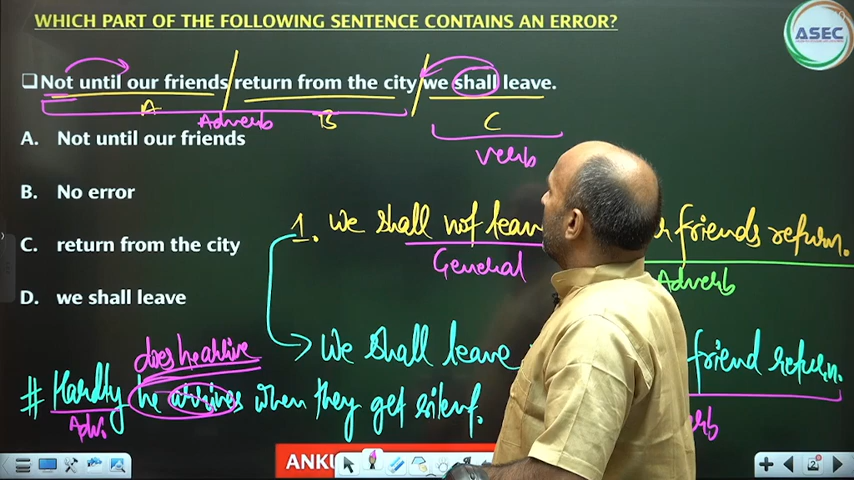 WHICH PART OF THE FOLLOWING SENTENCE CONTAINS AN ERROR?
ASEC
❑Not until our friends/return from the city/we shall leave.
A B C
Adverb
verb
A. Not until our friends
B. No error
C. return from the city
D. we shall leave
1. We shall not leave friends return.
General Adverb
does he arrive
We shall leave friend return.
# Hardly he arrives when they get silent.
Adv.
ANKU